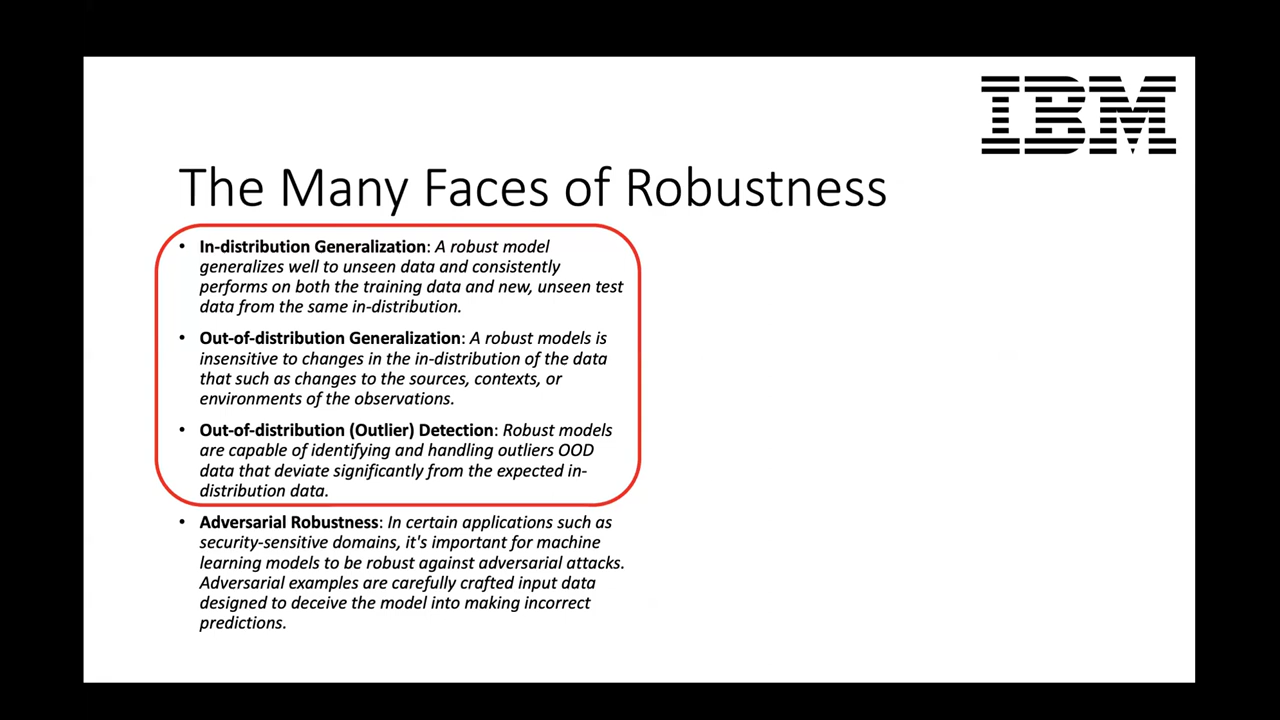 IBM
The Many Faces of Robustness
• In-distribution Generalization: A robust model
generalizes well to unseen data and consistently
performs on both the training data and new, unseen test
data from the same in-distribution.
• Out-of-distribution Generalization: A robust models is
insensitive to changes in the in-distribution of the data
that such as changes to the sources, contexts, or
environments of the observations.
• Out-of-distribution (Outlier) Detection: Robust models
are capable of identifying and handling outliers OOD
data that deviate significantly from the expected in-
distribution data.
• Adversarial Robustness: In certain applications such as
security-sensitive domains, it's important for machine
learning models to be robust against adversarial attacks.
Adversarial examples are carefully crafted input data
designed to deceive the model into making incorrect
predictions.